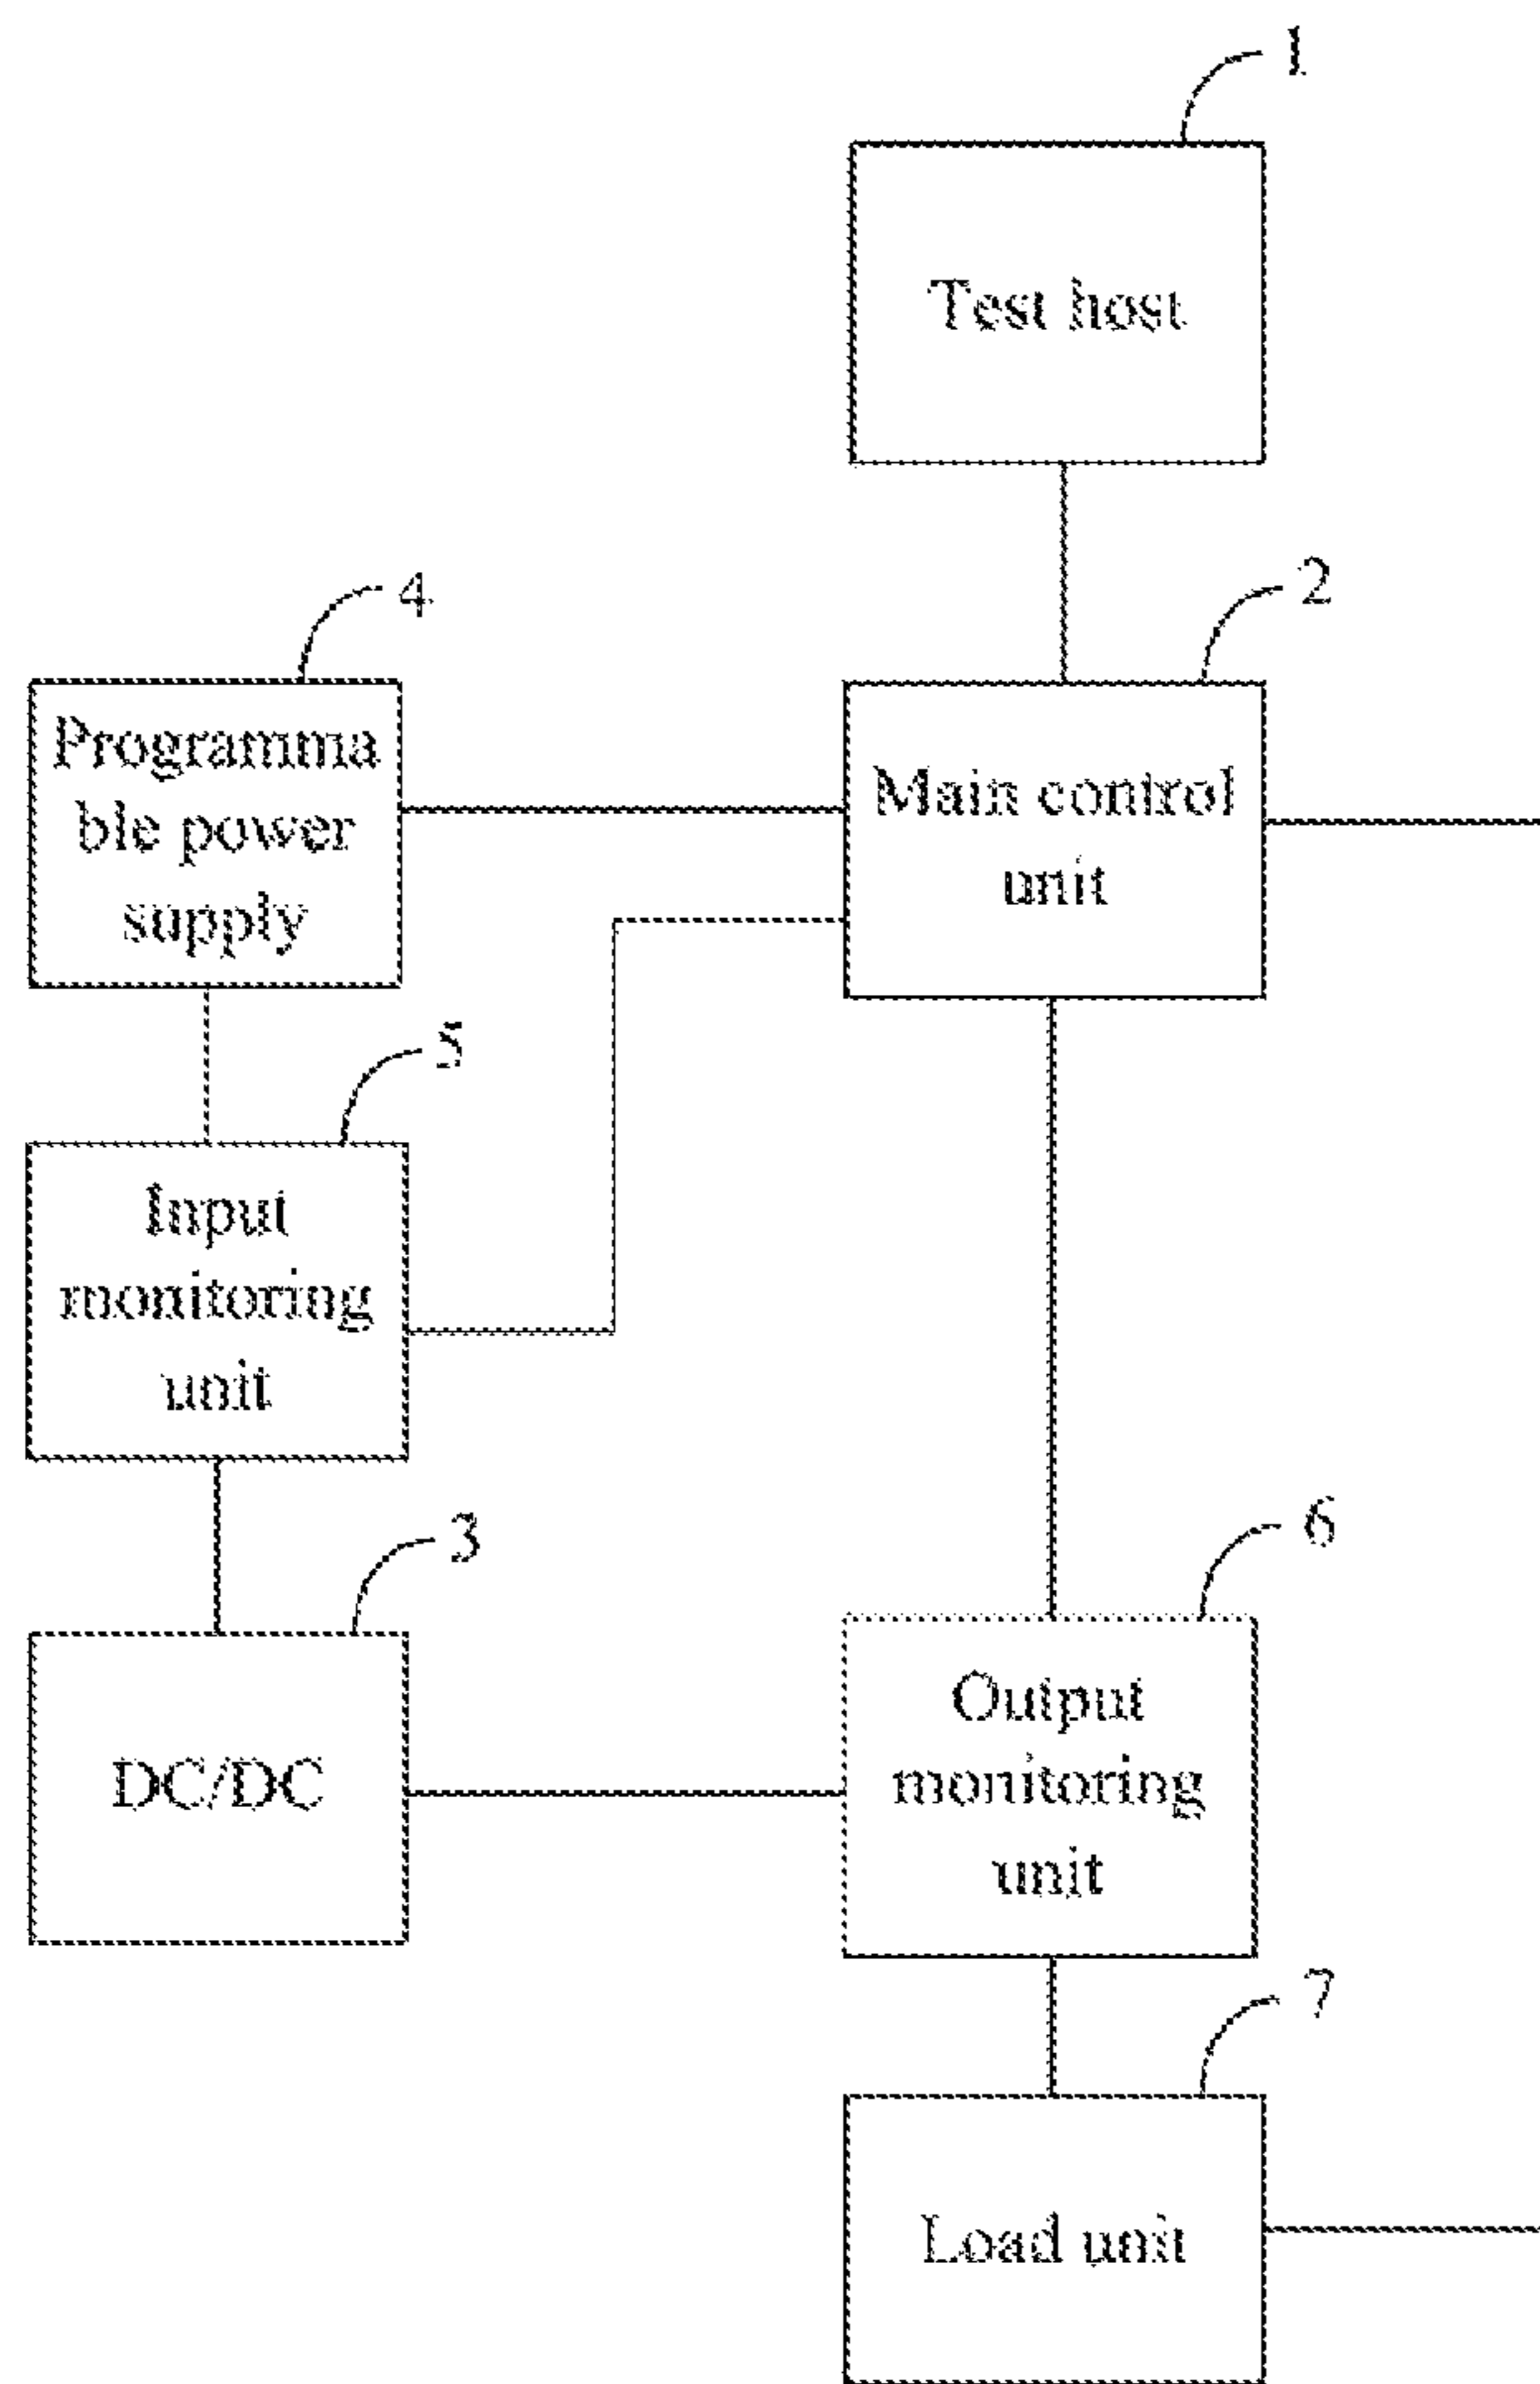 1
Test host
4
2
Programma
ble power
supply
Main control
unit
5
Input
monitoring
unit
3
6
DC/DC
Output
monitoring
unit
7
Load unit